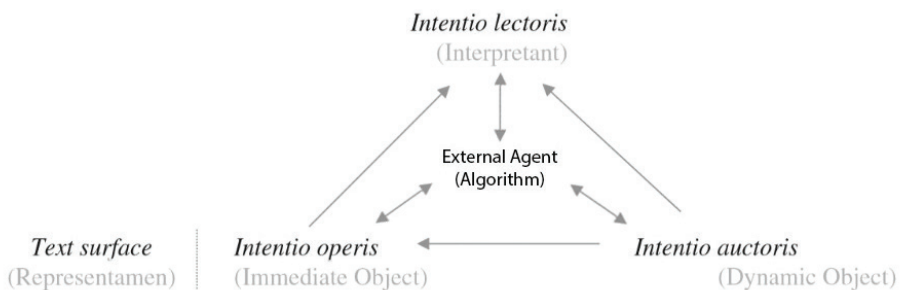 Intentio lectoris
(Interpretant)
External Agent
(Algorithm)
Text surface Intentio operis Intentio auctoris
(Representamen) (Immediate Object) (Dynamic Object)